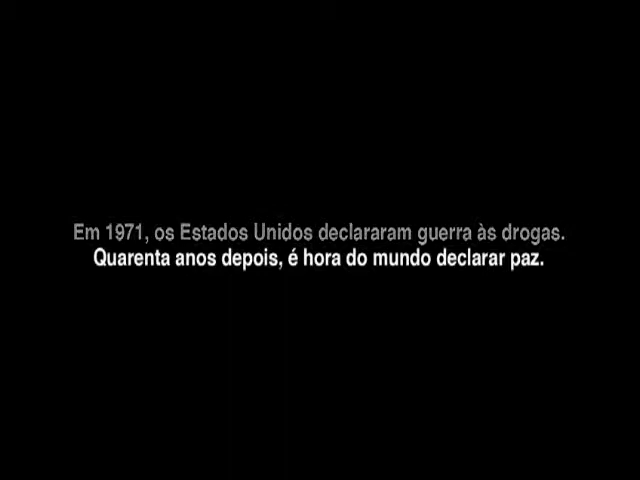 Em 1971, os Estados Unidos declararam guerra às drogas.
Quarenta anos depois, é hora do mundo declarar paz.